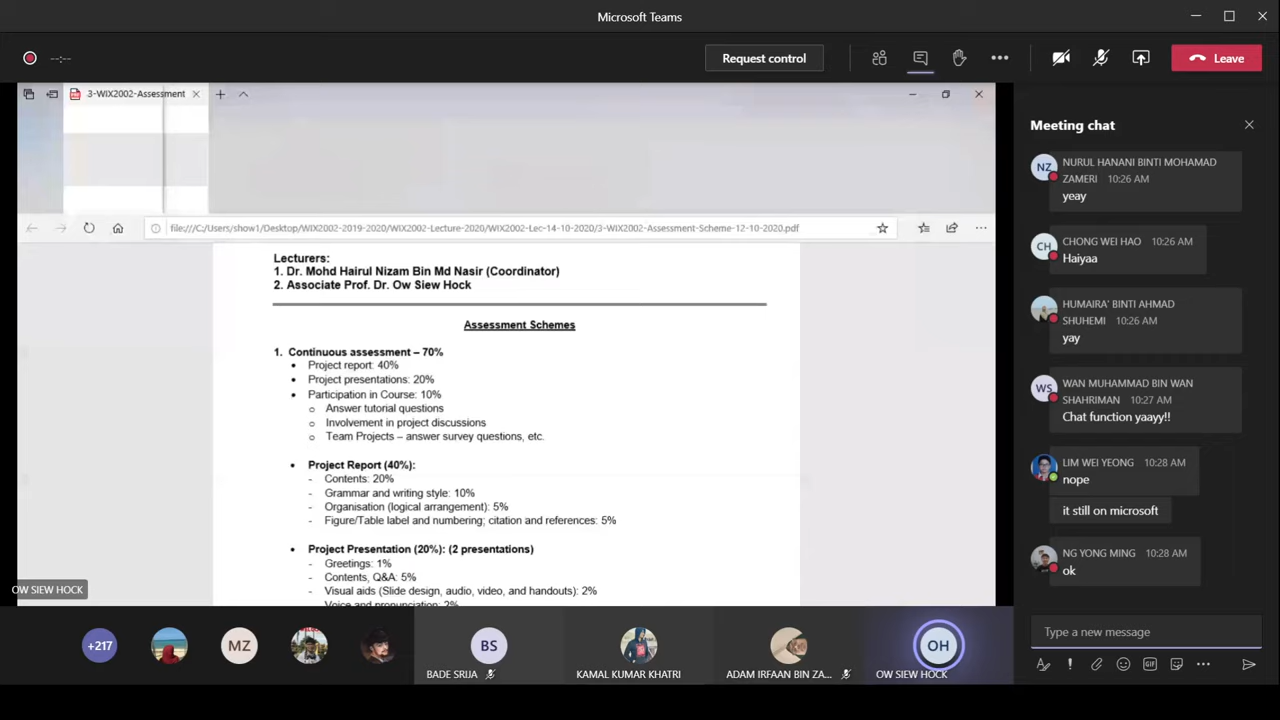 Microsoft Teams
--:--
Request control
Leave
3-WIX2002-Assessment
file:///C:/Users/show1/Desktop/WIX2002-2019-2020/WIX2002-Lecture-2020/WIX2002-Lec-14-10-2020/3-WIX2002-Assessment-Scheme-12-10-2020.pdf
Lecturers:
1. Dr. Mohd Hairul Nizam Bin Md Nasir (Coordinator)
2. Associate Prof. Dr. Ow Siew Hock
Assessment Schemes
1. Continuous assessment – 70%
• Project report: 40%
• Project presentations: 20%
• Participation in Course: 10%
o Answer tutorial questions
o Involvement in project discussions
o Team Projects – answer survey questions, etc.
• Project Report (40%):
- Contents: 20%
- Grammar and writing style: 10%
- Organisation (logical arrangement): 5%
- Figure/Table label and numbering; citation and references: 5%
• Project Presentation (20%): (2 presentations)
- Greetings: 1%
- Contents, Q&A: 5%
- Visual aids (Slide design, audio, video, and handouts): 2%
Voice and pronunciation: 2%
OW SIEW HOCK
+217
MZ
BS
BADE SRIJA
KAMAL KUMAR KHATRI
ADAM IRFAAN BIN ZA...
OH
OW SIEW HOCK
Meeting chat
NZ
NURUL HANANI BINTI MOHAMAD
ZAMERI 10:26 AM
yeay
CH
CHONG WEI HAO 10:26 AM
Haiyaa
HUMAIRA' BINTI AHMAD
SHUHEMI 10:26 AM
yay
WS
WAN MUHAMMAD BIN WAN
SHAHRIMAN 10:27 AM
Chat function yaayy!!
LIM WEI YEONG 10:28 AM
nope
it still on microsoft
NG YONG MING 10:28 AM
ok
Type a new message
GIF